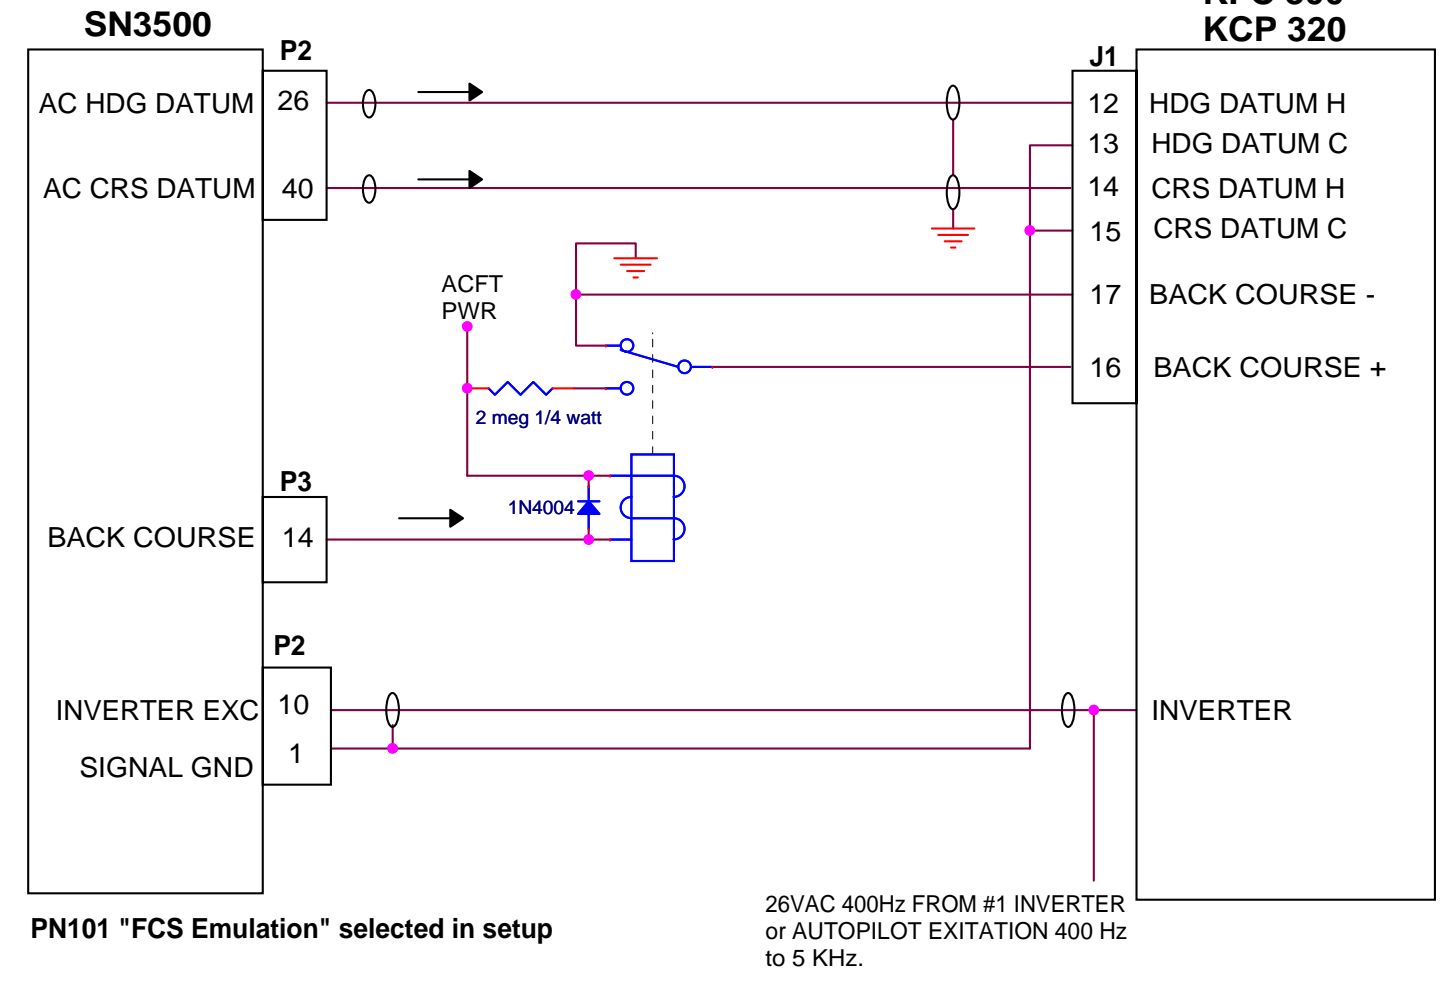 SN3500
KCP 320
P2
J1
AC HDG DATUM 26
12 HDG DATUM H
13 HDG DATUM C
AC CRS DATUM 40
14 CRS DATUM H
15 CRS DATUM C
ACFT
PWR
17 BACK COURSE -
16 BACK COURSE +
2 meg 1/4 watt
P3
1N4004
BACK COURSE 14
P2
INVERTER EXC 10
INVERTER
SIGNAL GND 1
26VAC 400Hz FROM #1 INVERTER
or AUTOPILOT EXITATION 400 Hz
to 5 KHz.
PN101 "FCS Emulation" selected in setup